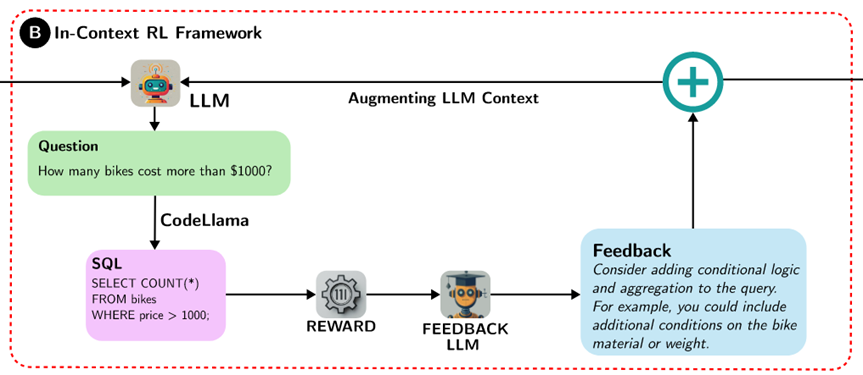 B In-Context RL Framework
LLM
Augmenting LLM Context
Question
How many bikes cost more than $1000?
CodeLlama
SQL
SELECT COUNT(*)
FROM bikes
WHERE price > 1000;
REWARD
FEEDBACK
LLM
Feedback
Consider adding conditional logic
and aggregation to the query.
For example, you could include
additional conditions on the bike
material or weight.